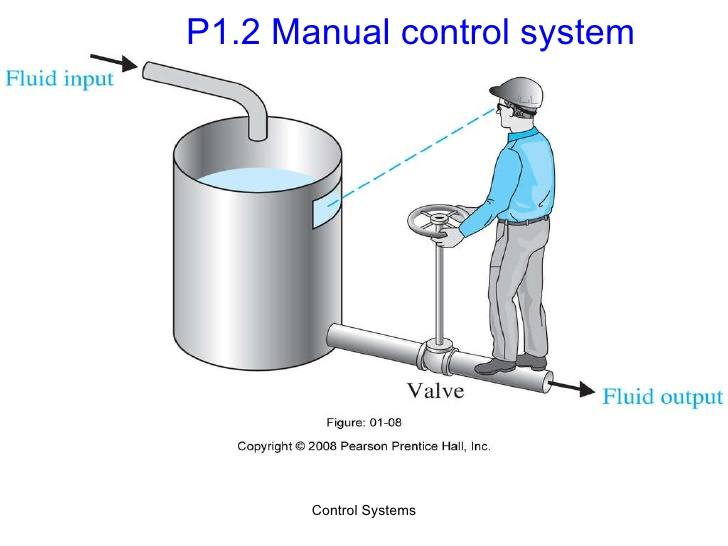 P1.2 Manual control system
Fluid input
Valve
Fluid output
Figure: 01-08
Copyright © 2008 Pearson Prentice Hall, Inc.
Control Systems